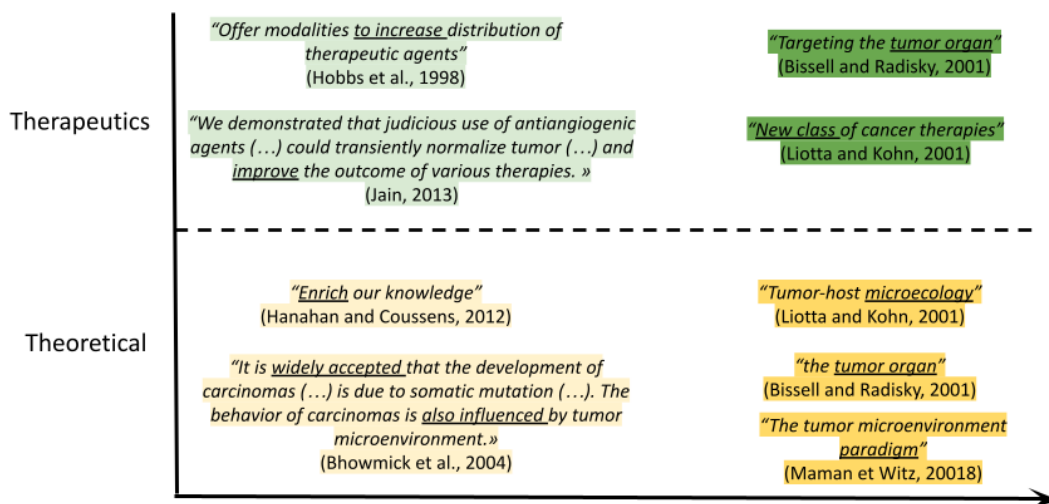 “Offer modalities to increase distribution of
therapeutic agents”
(Hobbs et al., 1998)
“Targeting the tumor organ”
(Bissell and Radisky, 2001)
Therapeutics
“We demonstrated that judicious use of antiangiogenic
agents (…) could transiently normalize tumor (…) and
improve the outcome of various therapies. »
(Jain, 2013)
“New class of cancer therapies”
(Liotta and Kohn, 2001)
Theoretical
“Enrich our knowledge”
(Hanahan and Coussens, 2012)
“Tumor-host microecology”
(Liotta and Kohn, 2001)
“It is widely accepted that the development of
carcinomas (…) is due to somatic mutation (…). The
behavior of carcinomas is also influenced by tumor
microenvironment.»
(Bhowmick et al., 2004)
“the tumor organ”
(Bissell and Radisky, 2001)
“The tumor microenvironment
paradigm”
(Maman et Witz, 20018)